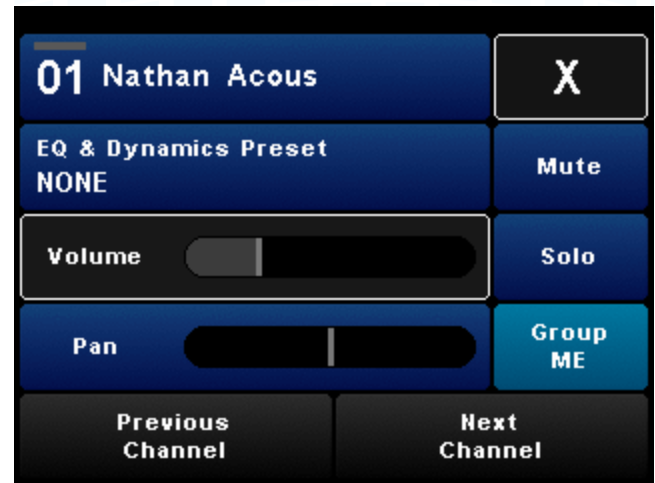 01 Nathan Acous
X
EQ & Dynamics Preset
NONE
Mute
Volume
Solo
Pan
Group
ME
Previous
Channel
Next
Channel